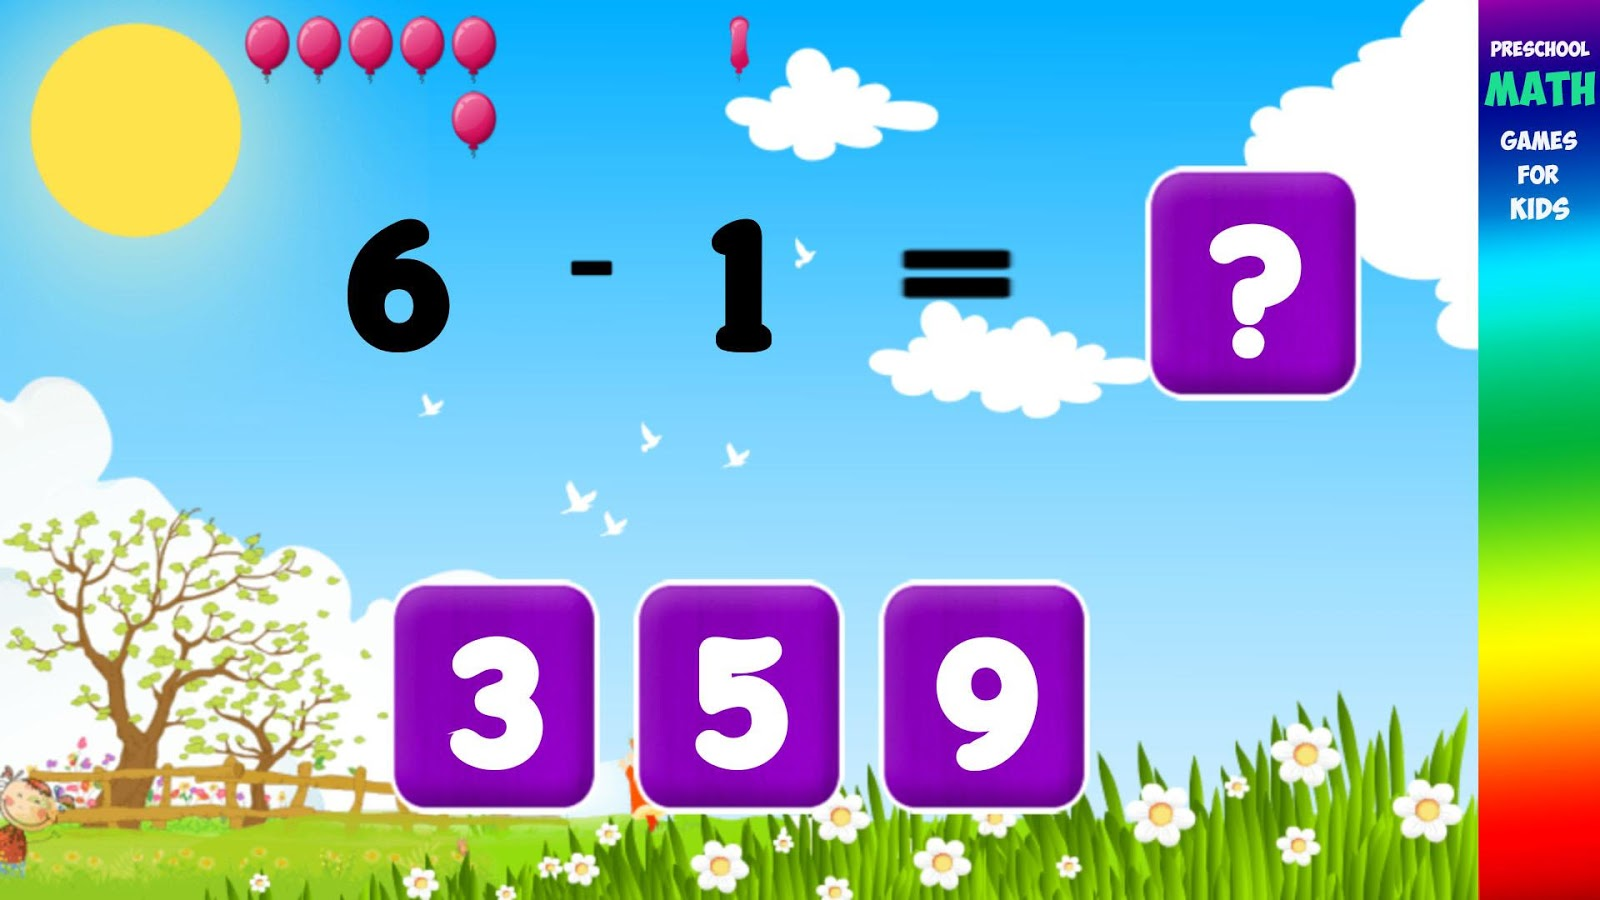 PRESCHOOL
MATH
GAMES
FOR
KIDS
6 - 1 = ?
3 5 9